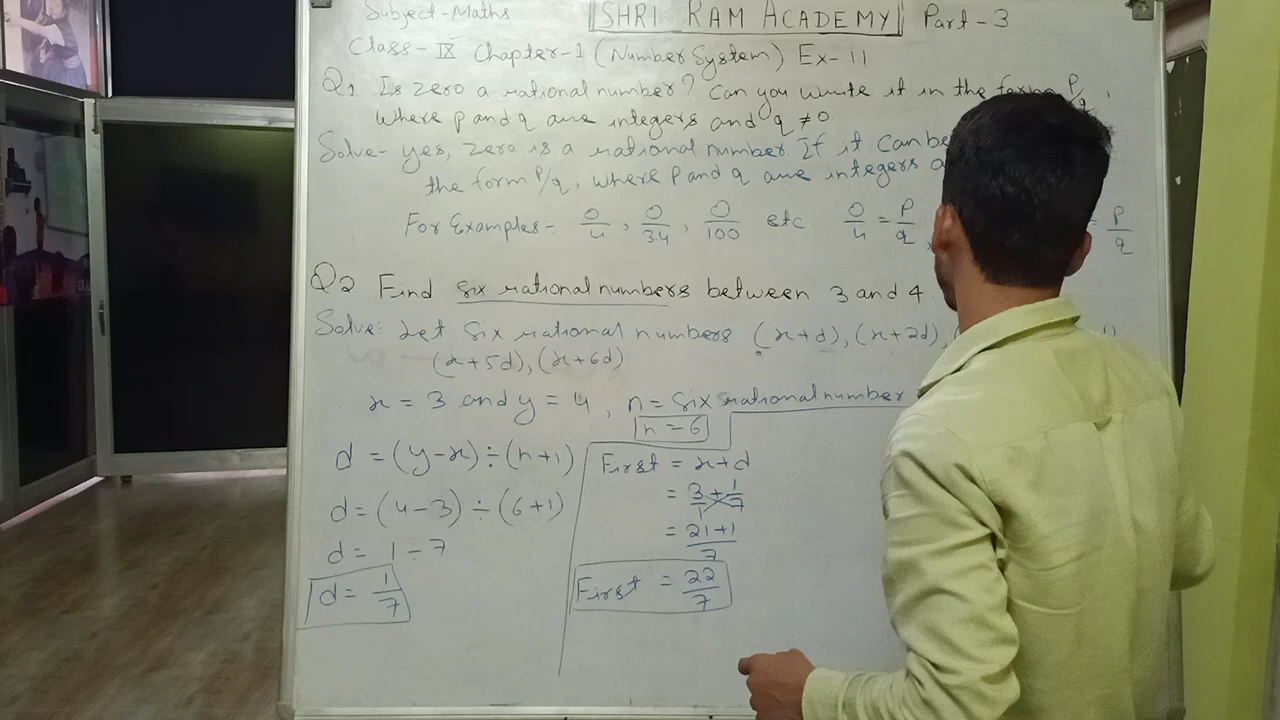 Subject-Maths SHRI RAM ACADEMY Part-3
Class-IX Chapter-1 (Number System) Ex-11
Q1 Is zero a rational number? Can you write it in the form P/q,
where p and q are integers and q ≠ 0
Solve- yes, zero is a rational number If it can be
the form P/q, where p and q are integers
For Examples- 0/4, 0/34, 0/100 etc 0/4 = P/q, = P/q
Q2 Find six rational numbers between 3 and 4
Solve: Let six rational numbers (x+d), (x+2d),
(x+5d), (x+6d)
x = 3 and y = 4, n = six rational number
n = 6
d = (y-x) ÷ (n+1)
d = (4-3) ÷ (6+1)
d = 1 ÷ 7
d = 1/7
First = x+d
= 3/1 + 1/7
= 21+1/7
First = 22/7